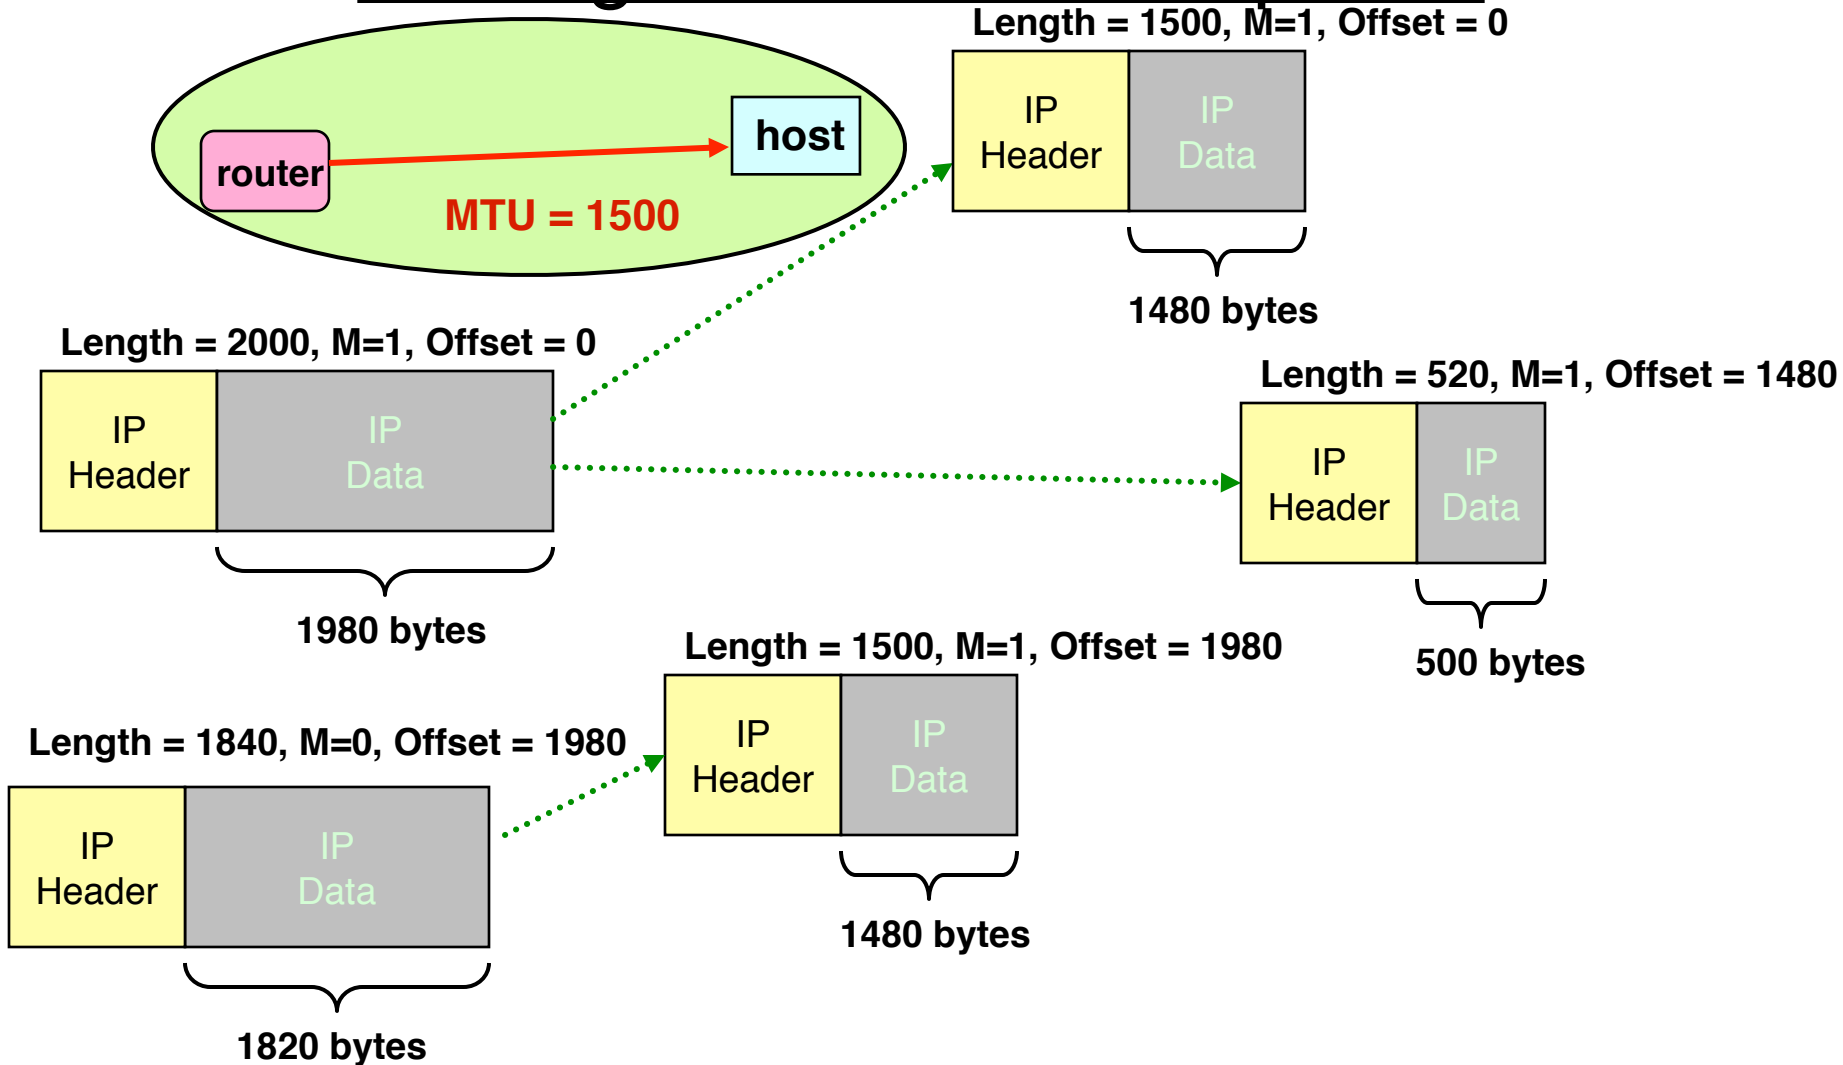 Length = 1500, M=1, Offset = 0
IP
Header
IP
Data
host
router
MTU = 1500
1480 bytes
Length = 2000, M=1, Offset = 0
IP
Header
IP
Data
1980 bytes
Length = 520, M=1, Offset = 1480
IP
Header
IP
Data
500 bytes
Length = 1500, M=1, Offset = 1980
IP
Header
IP
Data
1480 bytes
Length = 1840, M=0, Offset = 1980
IP
Header
IP
Data
1820 bytes